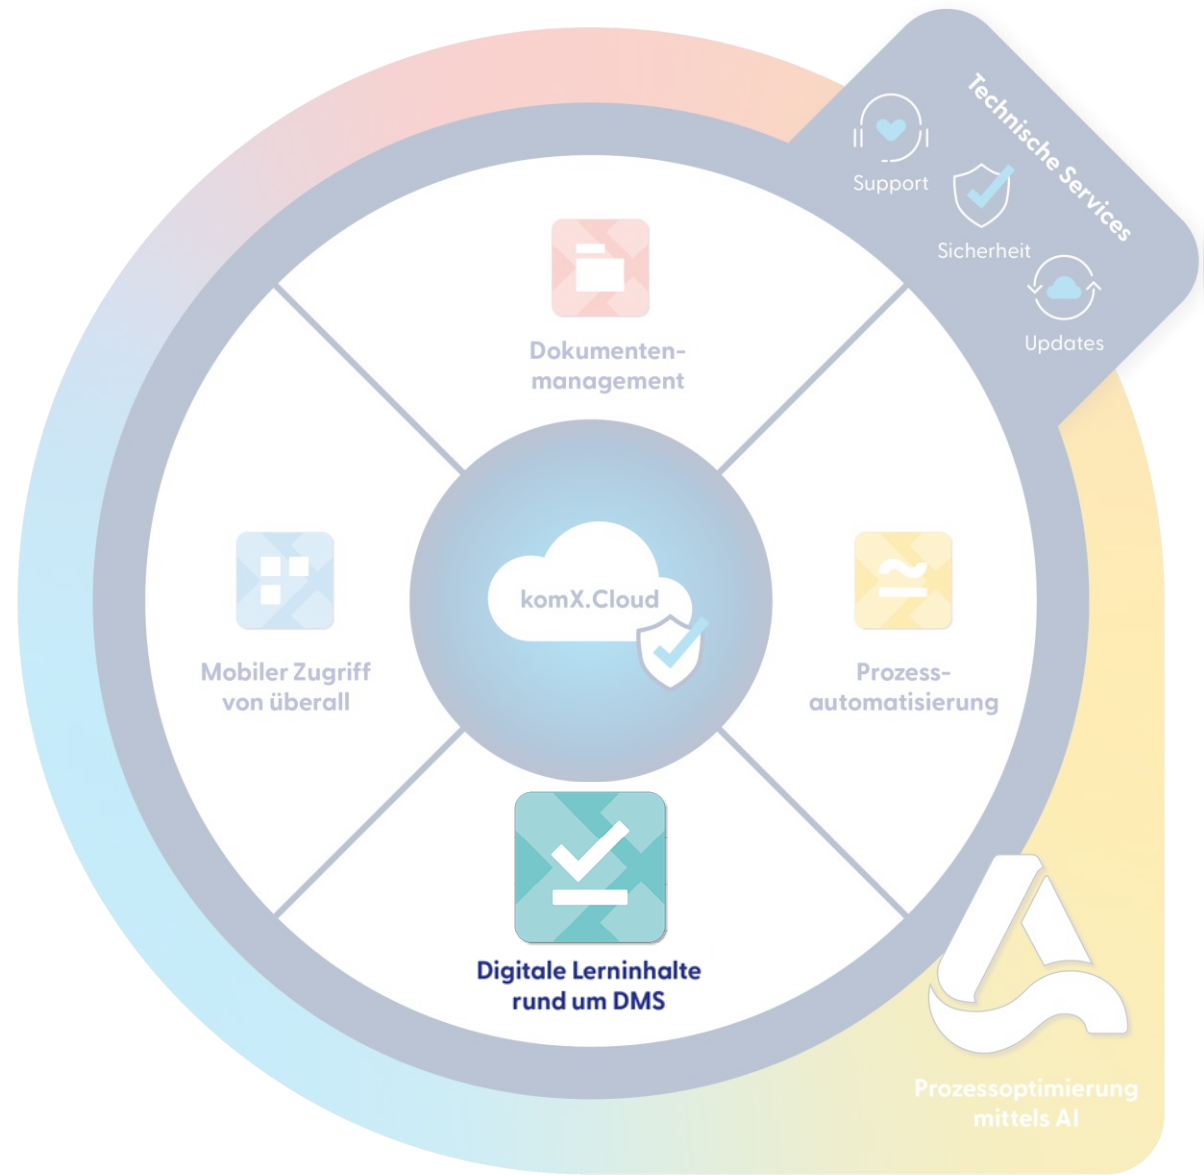 Technische Services
Support
Sicherheit
Updates
Dokumenten-
management
komX.Cloud
Mobiler Zugriff
von überall
Prozess-
automatisierung
Digitale Lerninhalte
rund um DMS
Prozessoptimierung
mittels AI